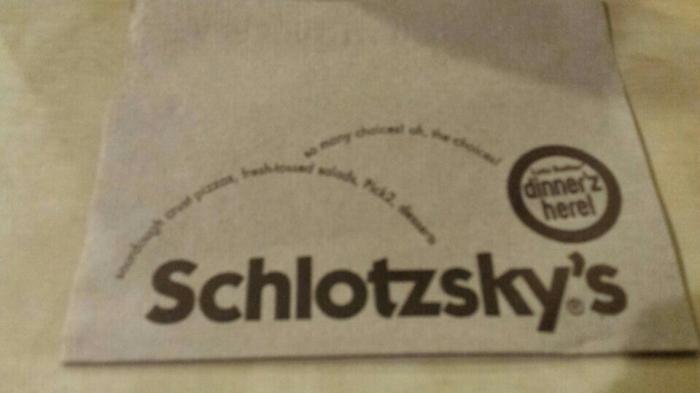 so many choices! oh, the choices!
sourdough crust pizzas, fresh-tossed salads, Pick2, desserts
dinner'z
here!
Schlotzsky's®